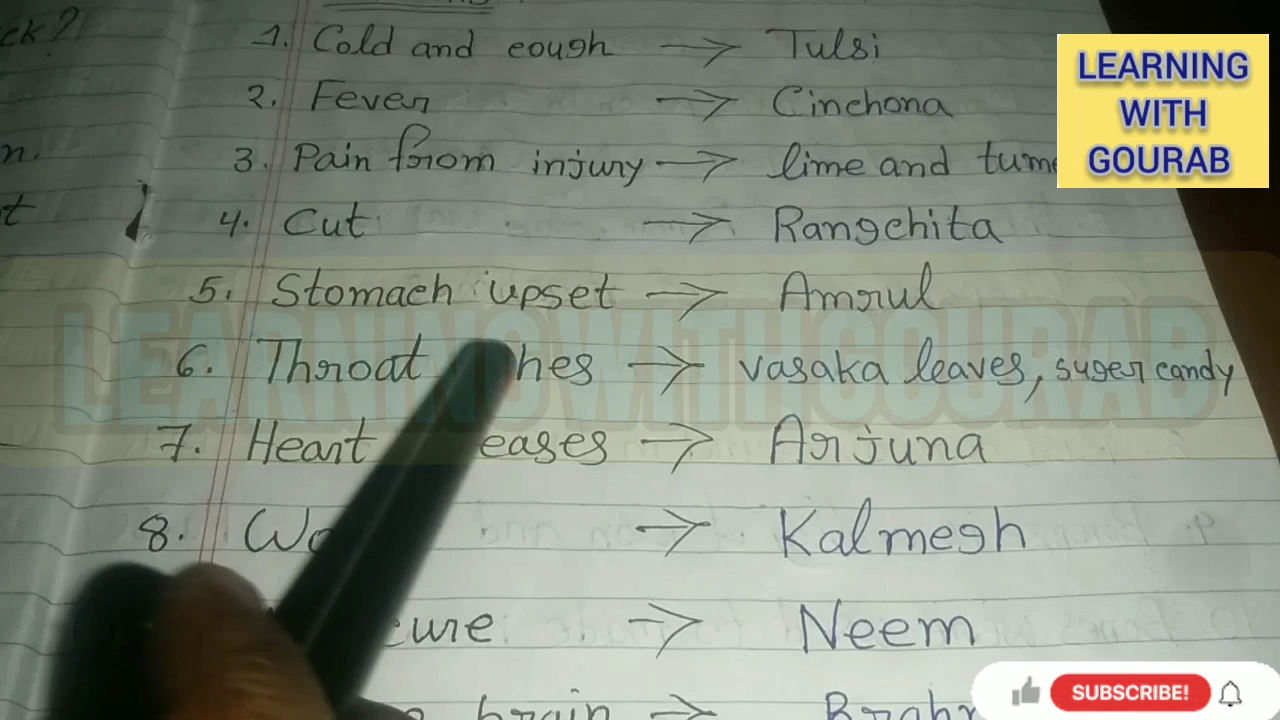 ck?
1. Cold and cough → Tulsi
LEARNING
WITH
GOURAB
2. Fever → Cinchona
n.
3. Pain from injury → lime and
t
4. Cut → Rangchita
5. Stomach upset → Amrul
LEARNINGWITHGOURAB
6. Throat → vasaka leaves, suger candy
7. Heart → Arjuna
8. → Kalmegh
→ Neem
brain →
SUBSCRIBE!